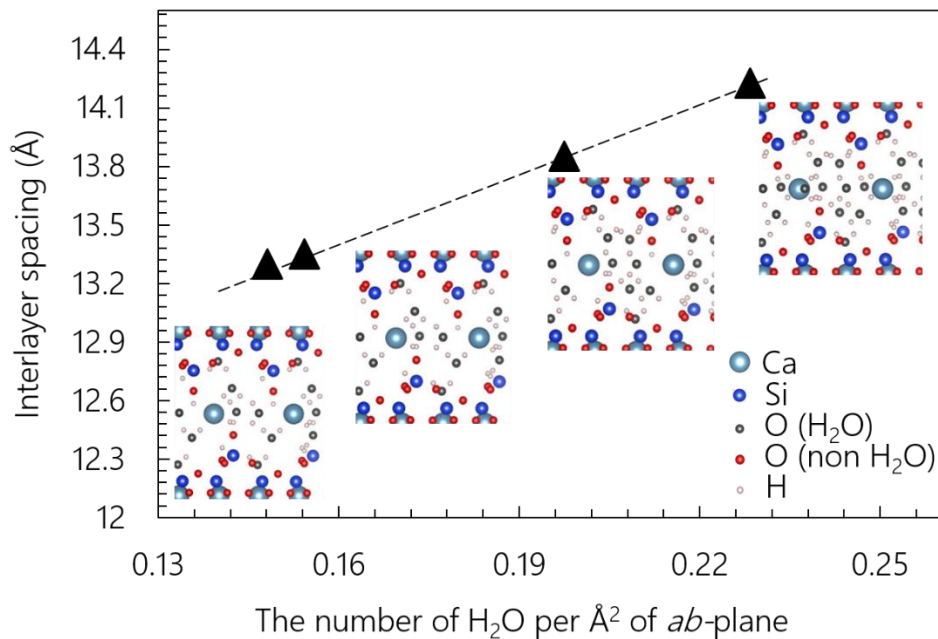 14.4
14.1
13.8
13.5
13.2
12.9
12.6
12.3
12
Interlayer spacing (Å)
Ca
Si
O (H₂O)
O (non H₂O)
H
0.13 0.16 0.19 0.22 0.25
The number of H₂O per Å² of ab-plane